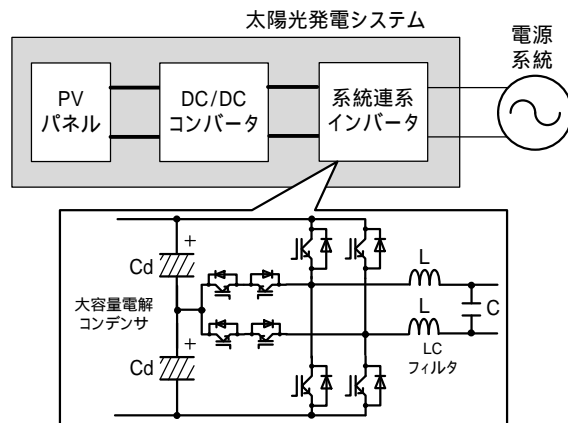 太陽光発電システム
電源
系統
PV
パネル
DC/DC
コンバータ
系統連系
インバータ
+
Cd
大容量電解
コンデンサ
+
Cd
L
L
C
LC
フィルタ